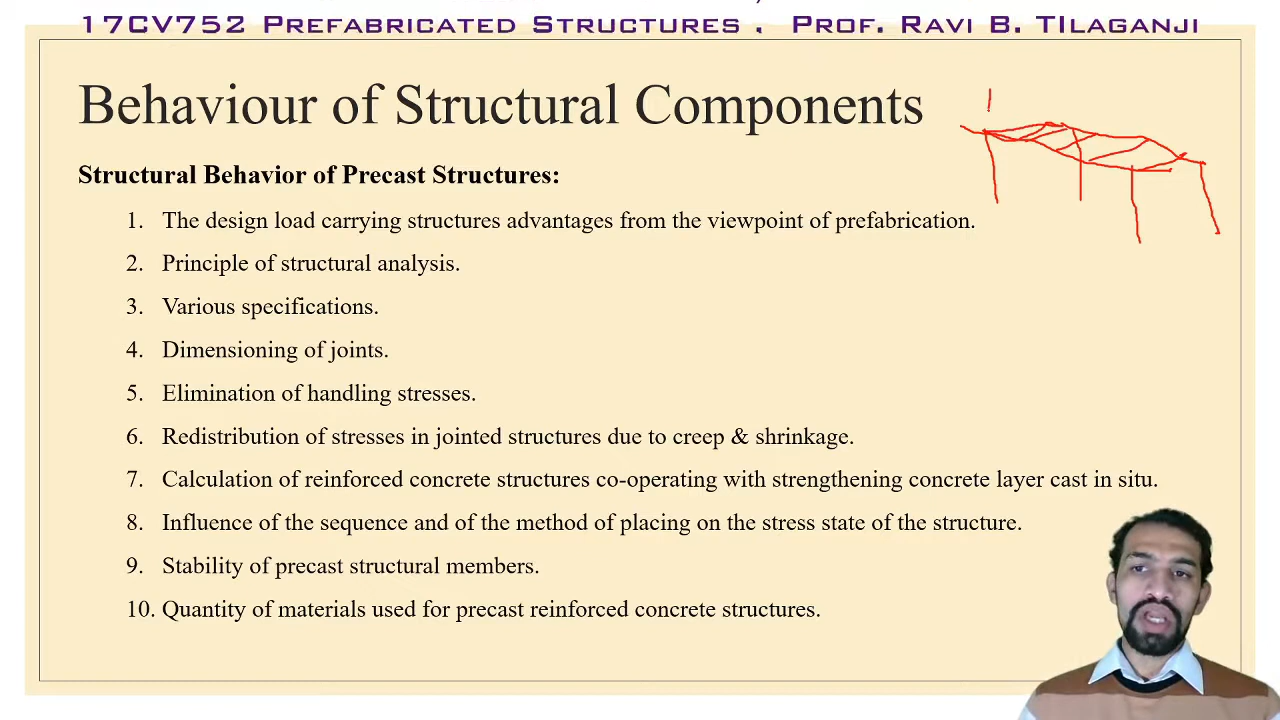 17CV752 Prefabricated Structures , Prof. Ravi B. TIlaganji
Behaviour of Structural Components
Structural Behavior of Precast Structures:
1. The design load carrying structures advantages from the viewpoint of prefabrication.
2. Principle of structural analysis.
3. Various specifications.
4. Dimensioning of joints.
5. Elimination of handling stresses.
6. Redistribution of stresses in jointed structures due to creep & shrinkage.
7. Calculation of reinforced concrete structures co-operating with strengthening concrete layer cast in situ.
8. Influence of the sequence and of the method of placing on the stress state of the structure.
9. Stability of precast structural members.
10. Quantity of materials used for precast reinforced concrete structures.